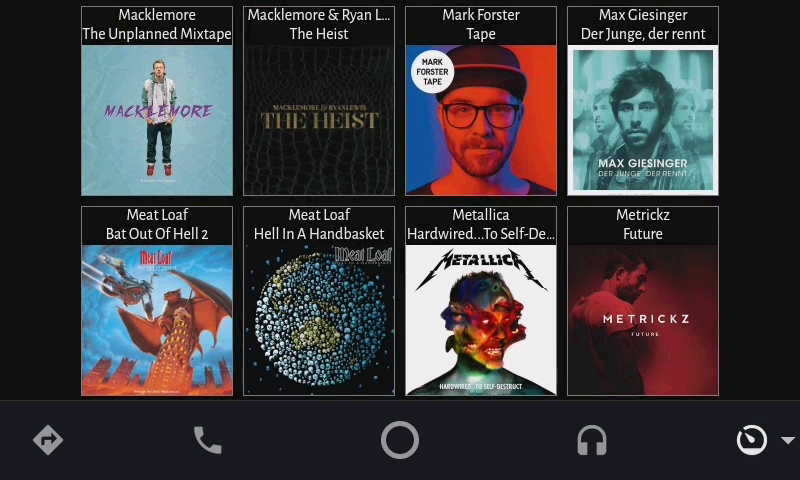 Macklemore
The Unplanned Mixtape
MACKLEMORE
Macklemore & Ryan L...
The Heist
MACKLEMORE & RYAN LEWIS
THE HEIST
Mark Forster
Tape
MARK
FORSTER
TAPE
Max Giesinger
Der Junge, der rennt
MAX GIESINGER
DER JUNGE, DER RENNT
Meat Loaf
Bat Out Of Hell 2
Meat Loaf
Meat Loaf
Hell In A Handbasket
Meat Loaf
HELL IN A HANDBASKET
Metallica
Hardwired...To Self-De...
METALLICA
HARDWIRED...TO SELF-DESTRUCT
Metrickz
Future
METRICKZ
FUTURE